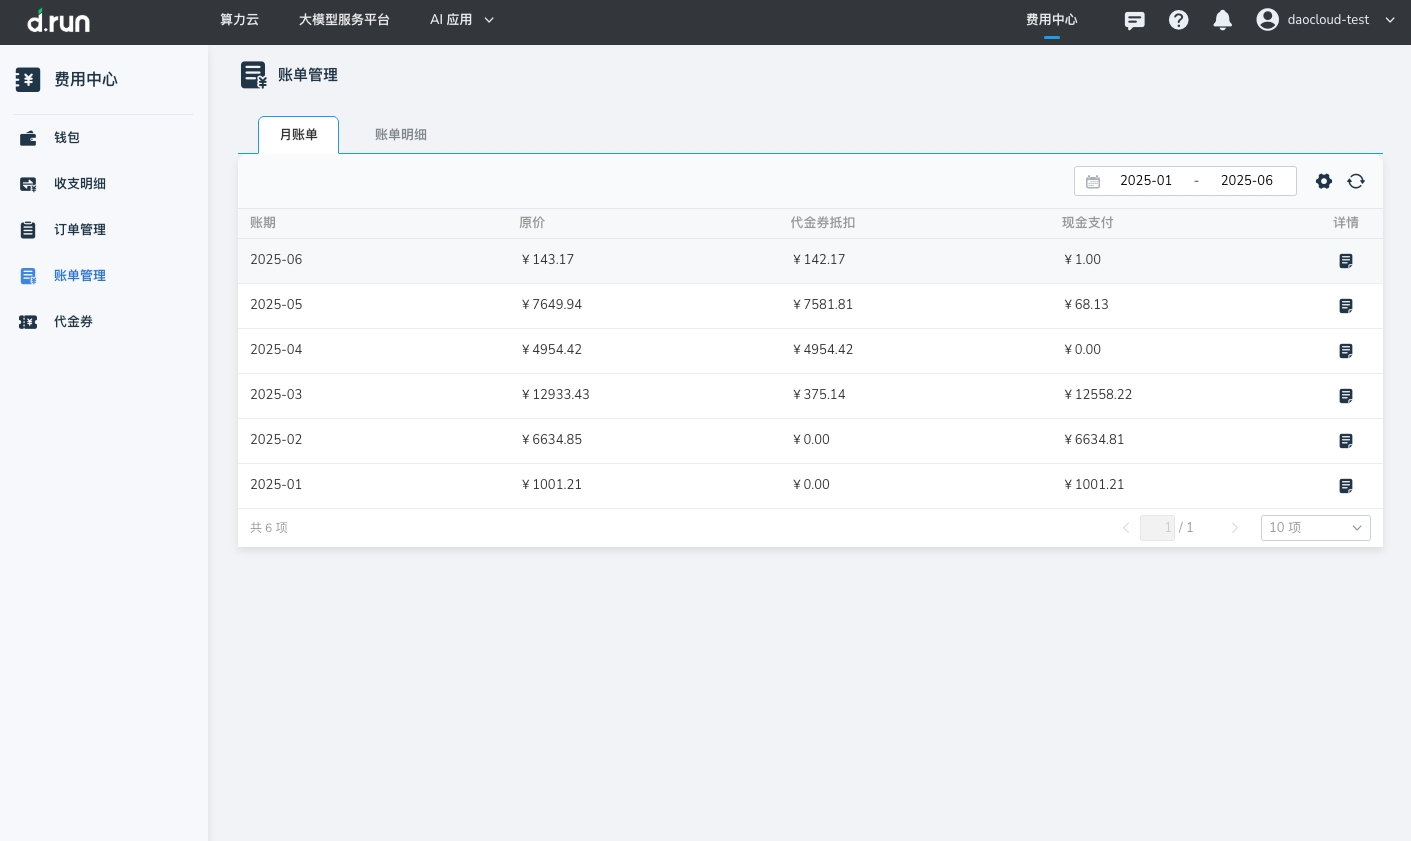 d.run 算力云 大模型服务平台 AI 应用 费用中心 daocloud-test
费用中心
钱包
收支明细
订单管理
账单管理
代金券
账单管理
月账单 账单明细
2025-01 - 2025-06
账期 原价 代金券抵扣 现金支付 详情
2025-06 ¥ 143.17 ¥ 142.17 ¥ 1.00
2025-05 ¥ 7649.94 ¥ 7581.81 ¥ 68.13
2025-04 ¥ 4954.42 ¥ 4954.42 ¥ 0.00
2025-03 ¥ 12933.43 ¥ 375.14 ¥ 12558.22
2025-02 ¥ 6634.85 ¥ 0.00 ¥ 6634.81
2025-01 ¥ 1001.21 ¥ 0.00 ¥ 1001.21
共 6 项 1 / 1 10 项